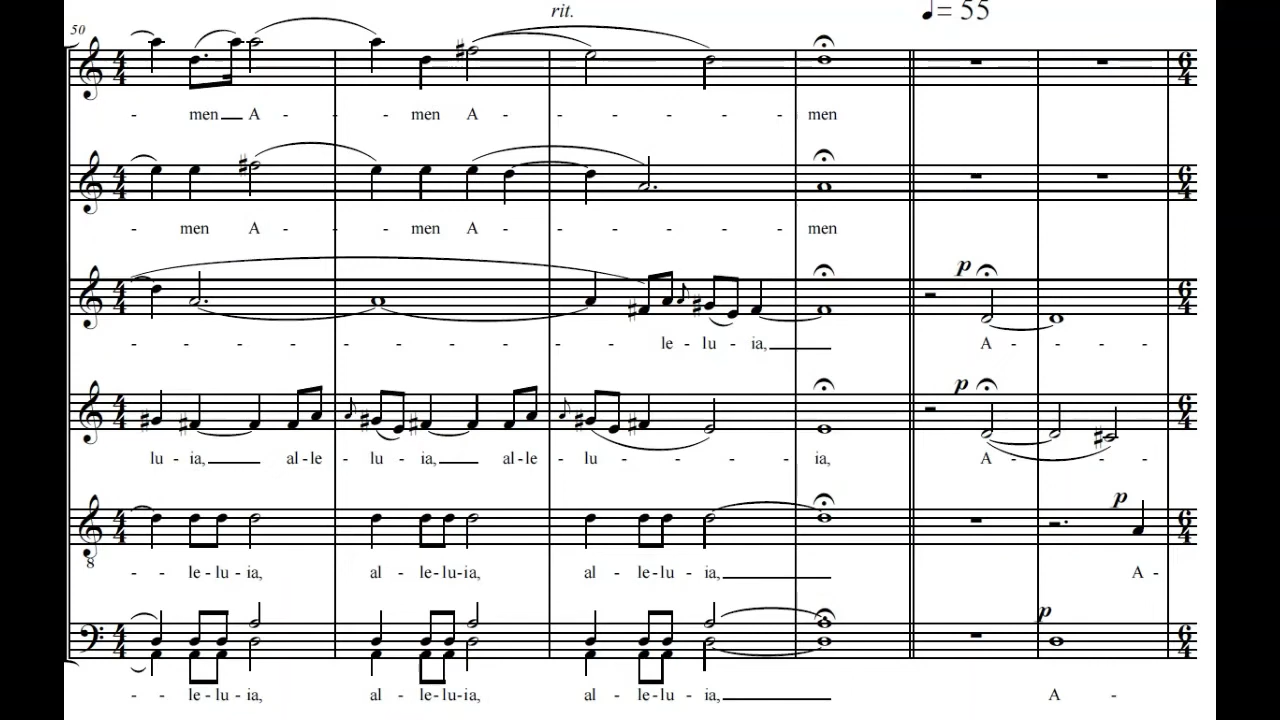 rit.
♩= 55
50
- men A - - men A - - - - - men
- men A - - men A - - - - - men
p
- - - - - - - - - - le - lu - ia, A - - -
p
lu - ia, al - le - lu - ia, al - le - lu - - - ia, A - - -
p
8
- - le - lu - ia, al - le - lu - ia, al - le - lu - ia, A -
p
- - le - lu - ia, al - le - lu - ia, al - le - lu - ia, A -